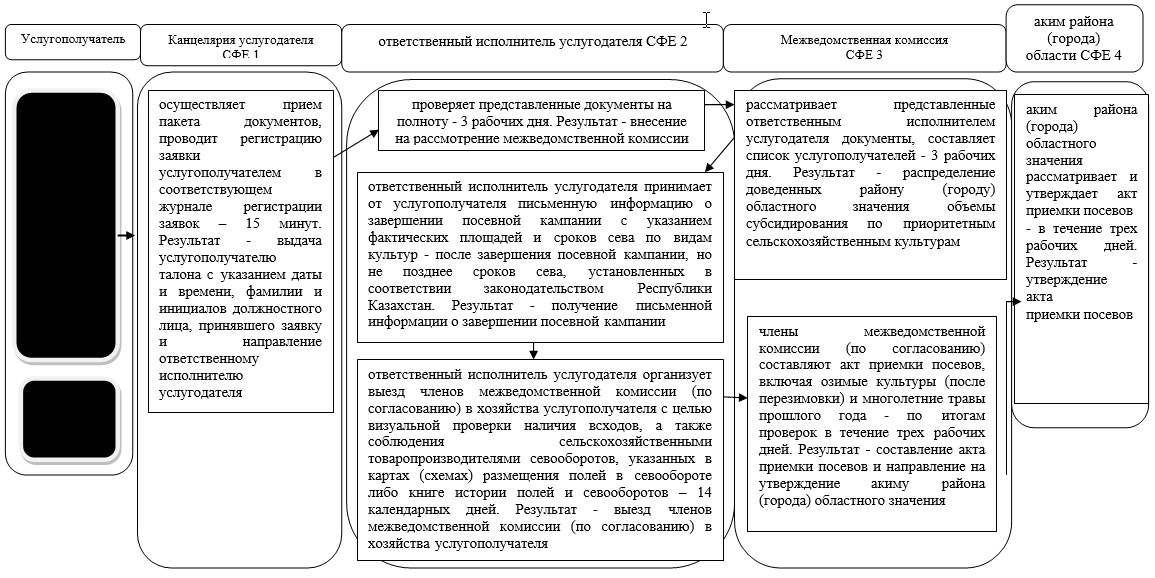 Услугополучатель
Канцелярия услугодателя
СФЕ 1
ответственный исполнитель услугодателя СФЕ 2
Межведомственная комиссия
СФЕ 3
аким района
(города)
области СФЕ 4
осуществляет прием
пакета документов,
проводит регистрацию
заявки
услугополучателем в
соответствующем
журнале регистрации
заявок – 15 минут.
Результат - выдача
услугополучателю
талона с указанием даты
и времени, фамилии и
инициалов должностного
лица, принявшего заявку
и направление
ответственному
исполнителю
услугодателя
проверяет представленные документы на
полноту - 3 рабочих дня. Результат - внесение
на рассмотрение межведомственной комиссии
ответственный исполнитель услугодателя принимает
от услугополучателя письменную информацию о
завершении посевной кампании с указанием
фактических площадей и сроков сева по видам
культур - после завершения посевной кампании, но
не позднее сроков сева, установленных в
соответствии законодательством Республики
Казахстан. Результат - получение письменной
информации о завершении посевной кампании
ответственный исполнитель услугодателя организует
выезд членов межведомственной комиссии (по
согласованию) в хозяйства услугополучателя с целью
визуальной проверки наличия всходов, а также
соблюдения сельскохозяйственными
товаропроизводителями севооборотов, указанных в
картах (схемах) размещения полей в севообороте
либо книге истории полей и севооборотов – 14
календарных дней. Результат - выезд членов
межведомственной комиссии (по согласованию) в
хозяйства услугополучателя
рассматривает представленные
ответственным исполнителем
услугодателя документы, составляет
список услугополучателей - 3 рабочих
дня. Результат - распределение
доведенных району (городу)
областного значения объемы
субсидирования по приоритетным
сельскохозяйственным культурам
члены межведомственной
комиссии (по согласованию)
составляют акт приемки посевов,
включая озимые культуры (после
перезимовки) и многолетние травы
прошлого года - по итогам
проверок в течение трех рабочих
дней. Результат - составление акта
приемки посевов и направление на
утверждение акиму района
(города) областного значения
аким района
(города)
областного
значения
рассматривает и
утверждает акт
приемки посевов
- в течение трех
рабочих дней.
Результат -
утверждение
акта
приемки посевов